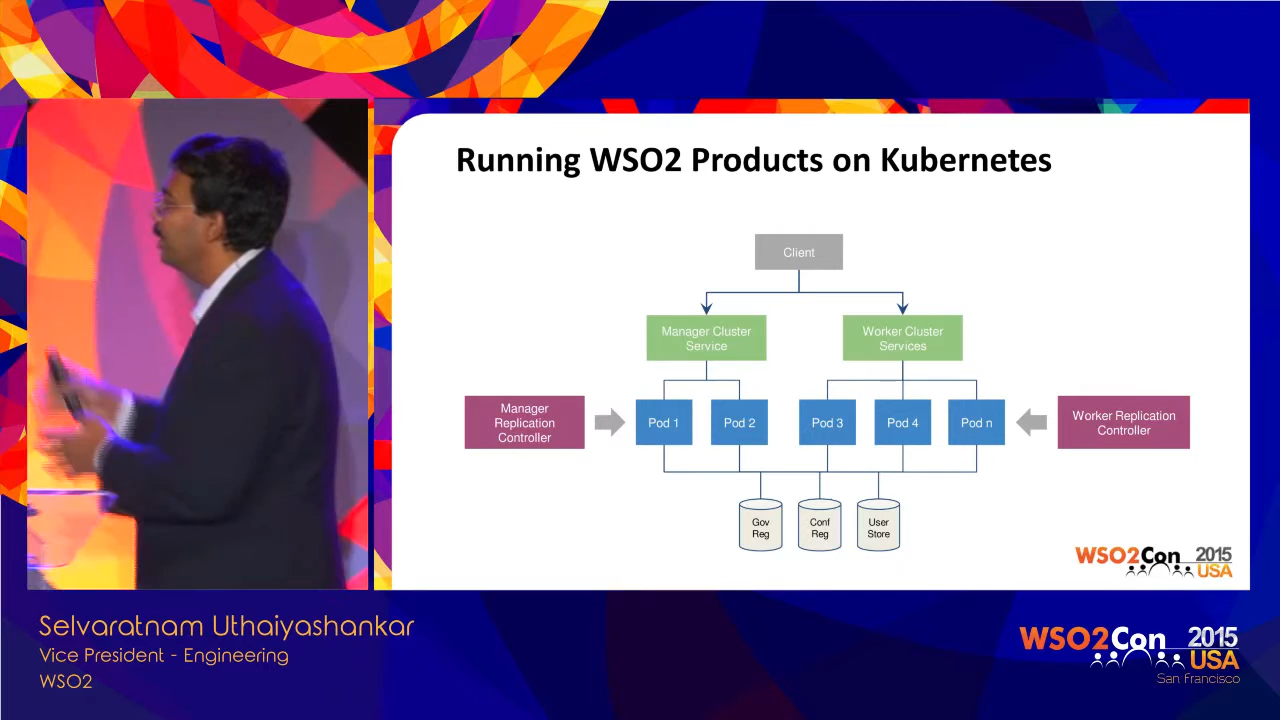 Running WSO2 Products on Kubernetes
Client
Manager Cluster
Service
Worker Cluster
Services
Manager
Replication
Controller
Pod 1
Pod 2
Pod 3
Pod 4
Pod n
Worker Replication
Controller
Gov
Reg
Conf
Reg
User
Store
WSO2Con 2015
USA
Selvaratnam Uthaiyashankar
Vice President - Engineering
WSO2
WSO2Con 2015
USA
San Francisco